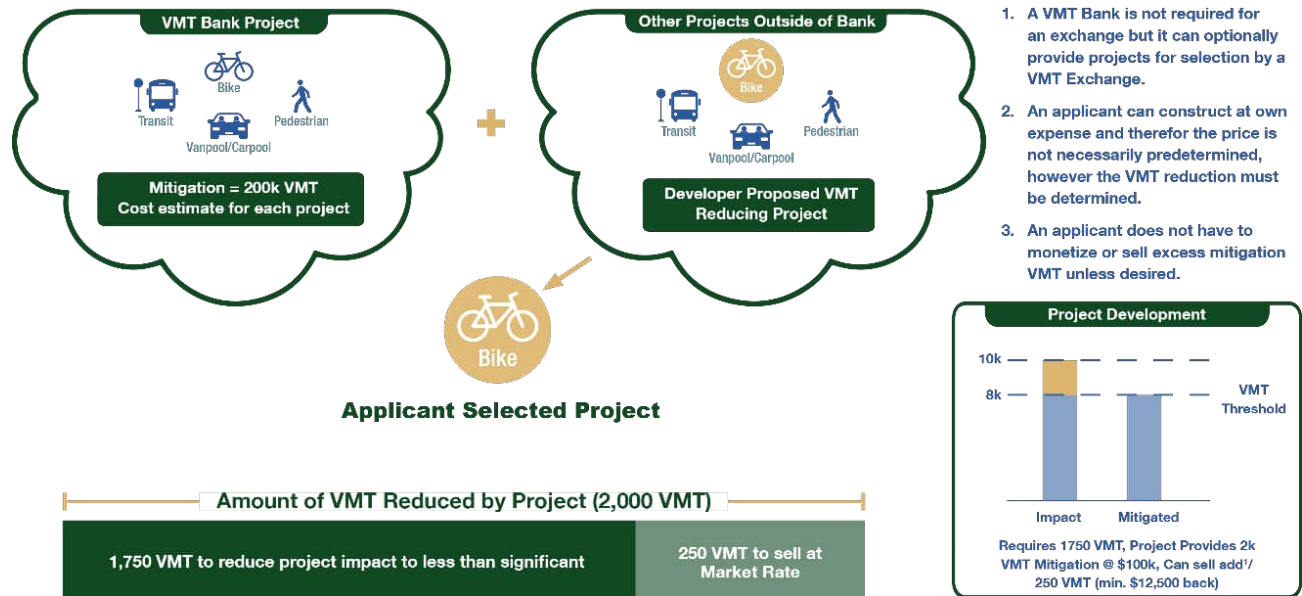 VMT Bank Project
Bike
Transit
Pedestrian
Vanpool/Carpool
Mitigation = 200k VMT
Cost estimate for each project
Other Projects Outside of Bank
Bike
Transit
Pedestrian
Vanpool/Carpool
Developer Proposed VMT
Reducing Project
Bike
Applicant Selected Project
Amount of VMT Reduced by Project (2,000 VMT)
1,750 VMT to reduce project impact to less than significant
250 VMT to sell at
Market Rate
1. A VMT Bank is not required for
an exchange but it can optionally
provide projects for selection by a
VMT Exchange.
2. An applicant can construct at own
expense and therefor the price is
not necessarily predetermined,
however the VMT reduction must
be determined.
3. An applicant does not have to
monetize or sell excess mitigation
VMT unless desired.
Project Development
10k
8k
VMT
Threshold
Impact
Mitigated
Requires 1750 VMT, Project Provides 2k
VMT Mitigation @ $100k, Can sell add¹/
250 VMT (min. $12,500 back)